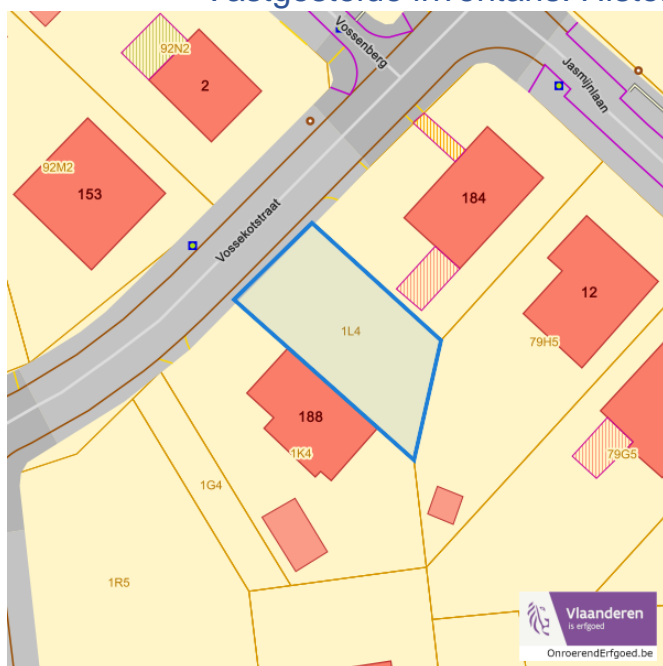 92N2
2
Vossenberg
Jasmijnlaan
92M2
153
184
Vossekotstraat
12
1L4
79H5
188
1K4
79G5
1G4
1R5
Vlaanderen
is erfgoed
OnroerendErfgoed.be